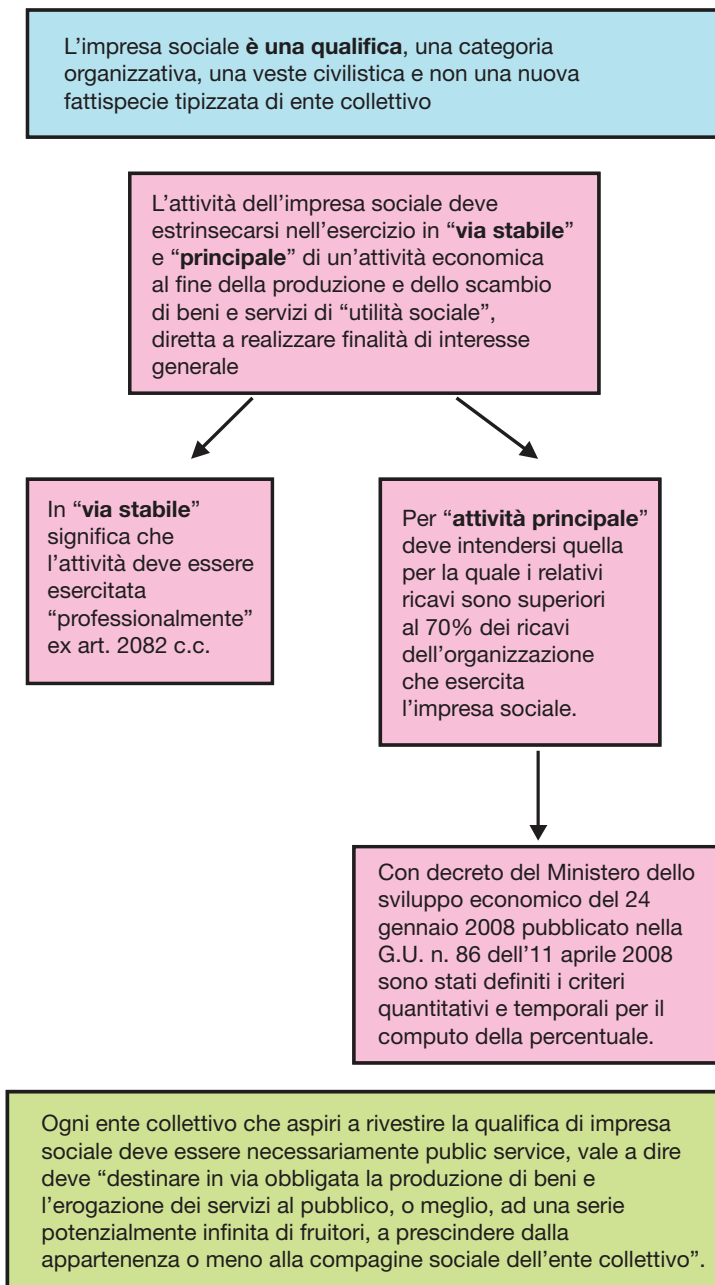 L’impresa sociale è una qualifica, una categoria
organizzativa, una veste civilistica e non una nuova
fattispecie tipizzata di ente collettivo
L’attività dell’impresa sociale deve
estrinsecarsi nell’esercizio in “via stabile”
e “principale” di un’attività economica
al fine della produzione e dello scambio
di beni e servizi di “utilità sociale”,
diretta a realizzare finalità di interesse
generale
In “via stabile”
significa che
l’attività deve essere
esercitata
“professionalmente”
ex art. 2082 c.c.
Per “attività principale”
deve intendersi quella
per la quale i relativi
ricavi sono superiori
al 70% dei ricavi
dell’organizzazione
che esercita
l’impresa sociale.
Con decreto del Ministero dello
sviluppo economico del 24
gennaio 2008 pubblicato nella
G.U. n. 86 dell’11 aprile 2008
sono stati definiti i criteri
quantitativi e temporali per il
computo della percentuale.
Ogni ente collettivo che aspiri a rivestire la qualifica di impresa
sociale deve essere necessariamente public service, vale a dire
deve “destinare in via obbligata la produzione di beni e
l’erogazione dei servizi al pubblico, o meglio, ad una serie
potenzialmente infinita di fruitori, a prescindere dalla
appartenenza o meno alla compagine sociale dell’ente collettivo”.